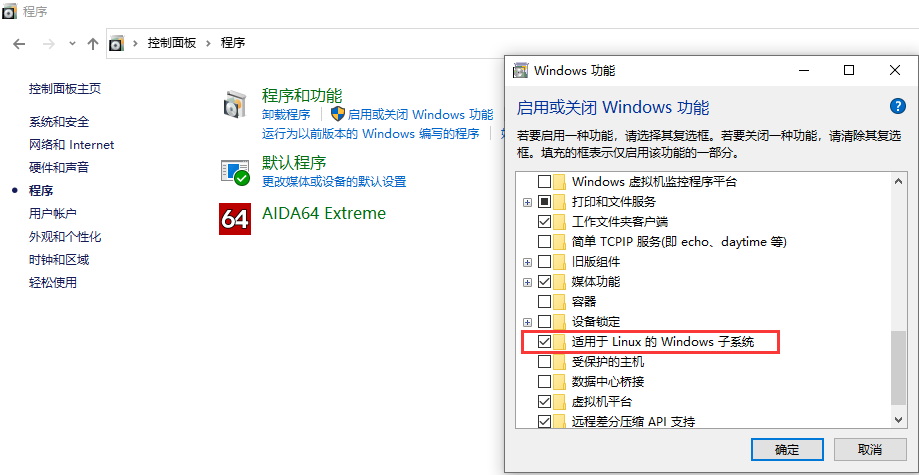 程序
控制面板 程序
控制面板主页
系统和安全
网络和 Internet
硬件和声音
程序
用户帐户
外观和个性化
时钟和区域
轻松使用
程序和功能
卸载程序 启用或关闭 Windows 功能
运行为以前版本的 Windows 编写的程序
默认程序
更改媒体或设备的默认设置
64 AIDA64 Extreme
Windows 功能
启用或关闭 Windows 功能
若要启用一种功能，请选择其复选框。若要关闭一种功能，请清除其复选
框。填充的框表示仅启用该功能的一部分。
Windows 虚拟机监控程序平台
打印和文件服务
工作文件夹客户端
简单 TCPIP 服务(即 echo、daytime 等)
旧版组件
媒体功能
容器
设备锁定
适用于 Linux 的 Windows 子系统
受保护的主机
数据中心桥接
虚拟机平台
远程差分压缩 API 支持
确定 取消